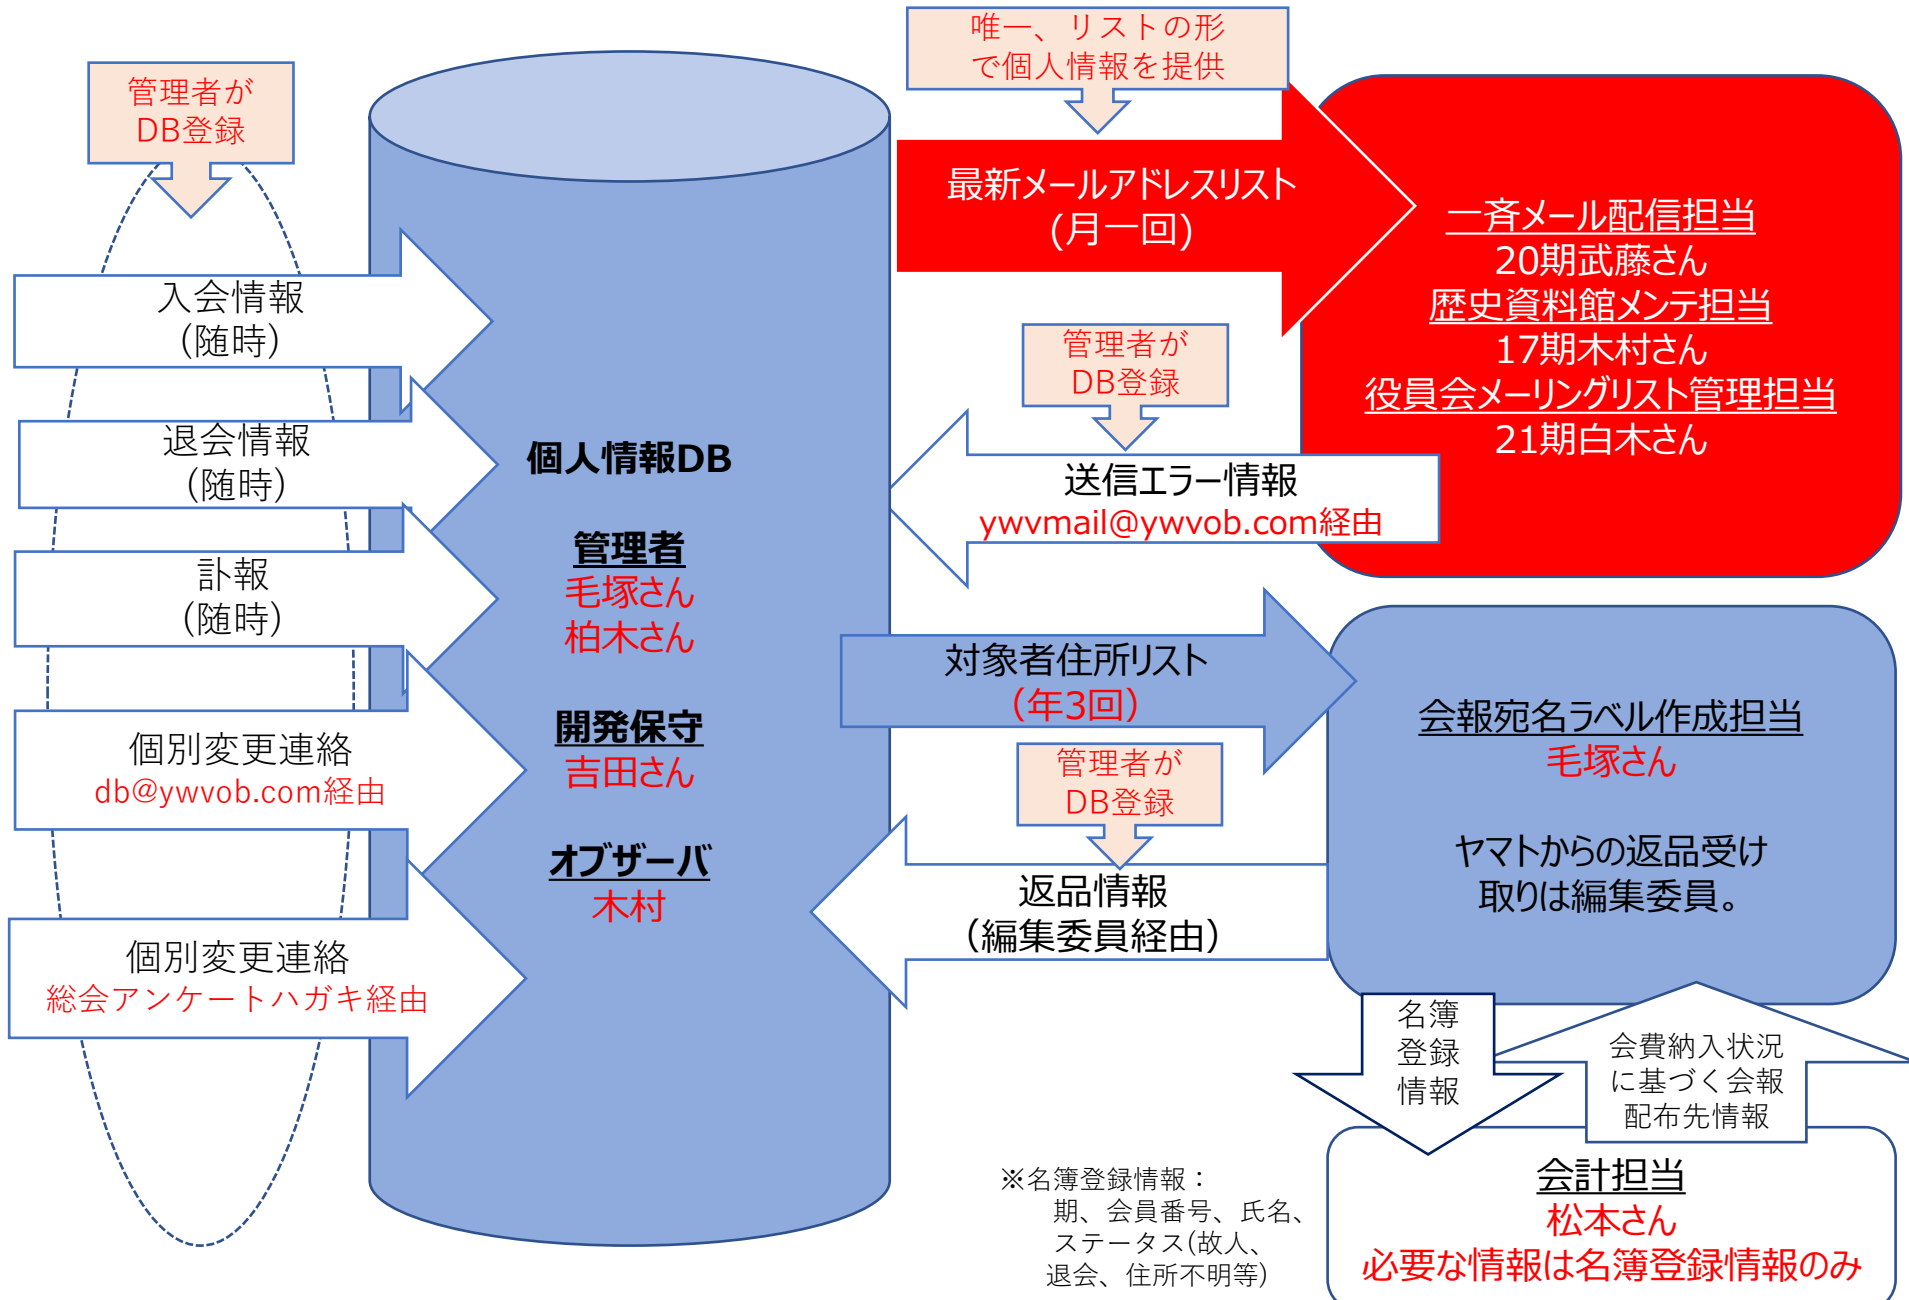 管理者が
DB登録
入会情報
(随時)
退会情報
(随時)
訃報
(随時)
個別変更連絡
db@ywvob.com経由
個別変更連絡
総会アンケートハガキ経由
個人情報DB
管理者
毛塚さん
柏木さん
開発保守
吉田さん
オブザーバ
木村
唯一、リストの形
で個人情報を提供
最新メールアドレスリスト
(月一回)
一斉メール配信担当
20期武藤さん
歴史資料館メンテ担当
17期木村さん
役員会メーリングリスト管理担当
21期白木さん
管理者が
DB登録
送信エラー情報
ywvmail@ywvob.com経由
対象者住所リスト
（年3回）
会報宛名ラベル作成担当
毛塚さん
ヤマトからの返品受け
取りは編集委員。
管理者が
DB登録
返品情報
（編集委員経由）
名簿
登録
情報
会費納入状況
に基づく会報
配布先情報
※名簿登録情報：
期、会員番号、氏名、
ステータス(故人、
退会、住所不明等)
会計担当
松本さん
必要な情報は名簿登録情報のみ